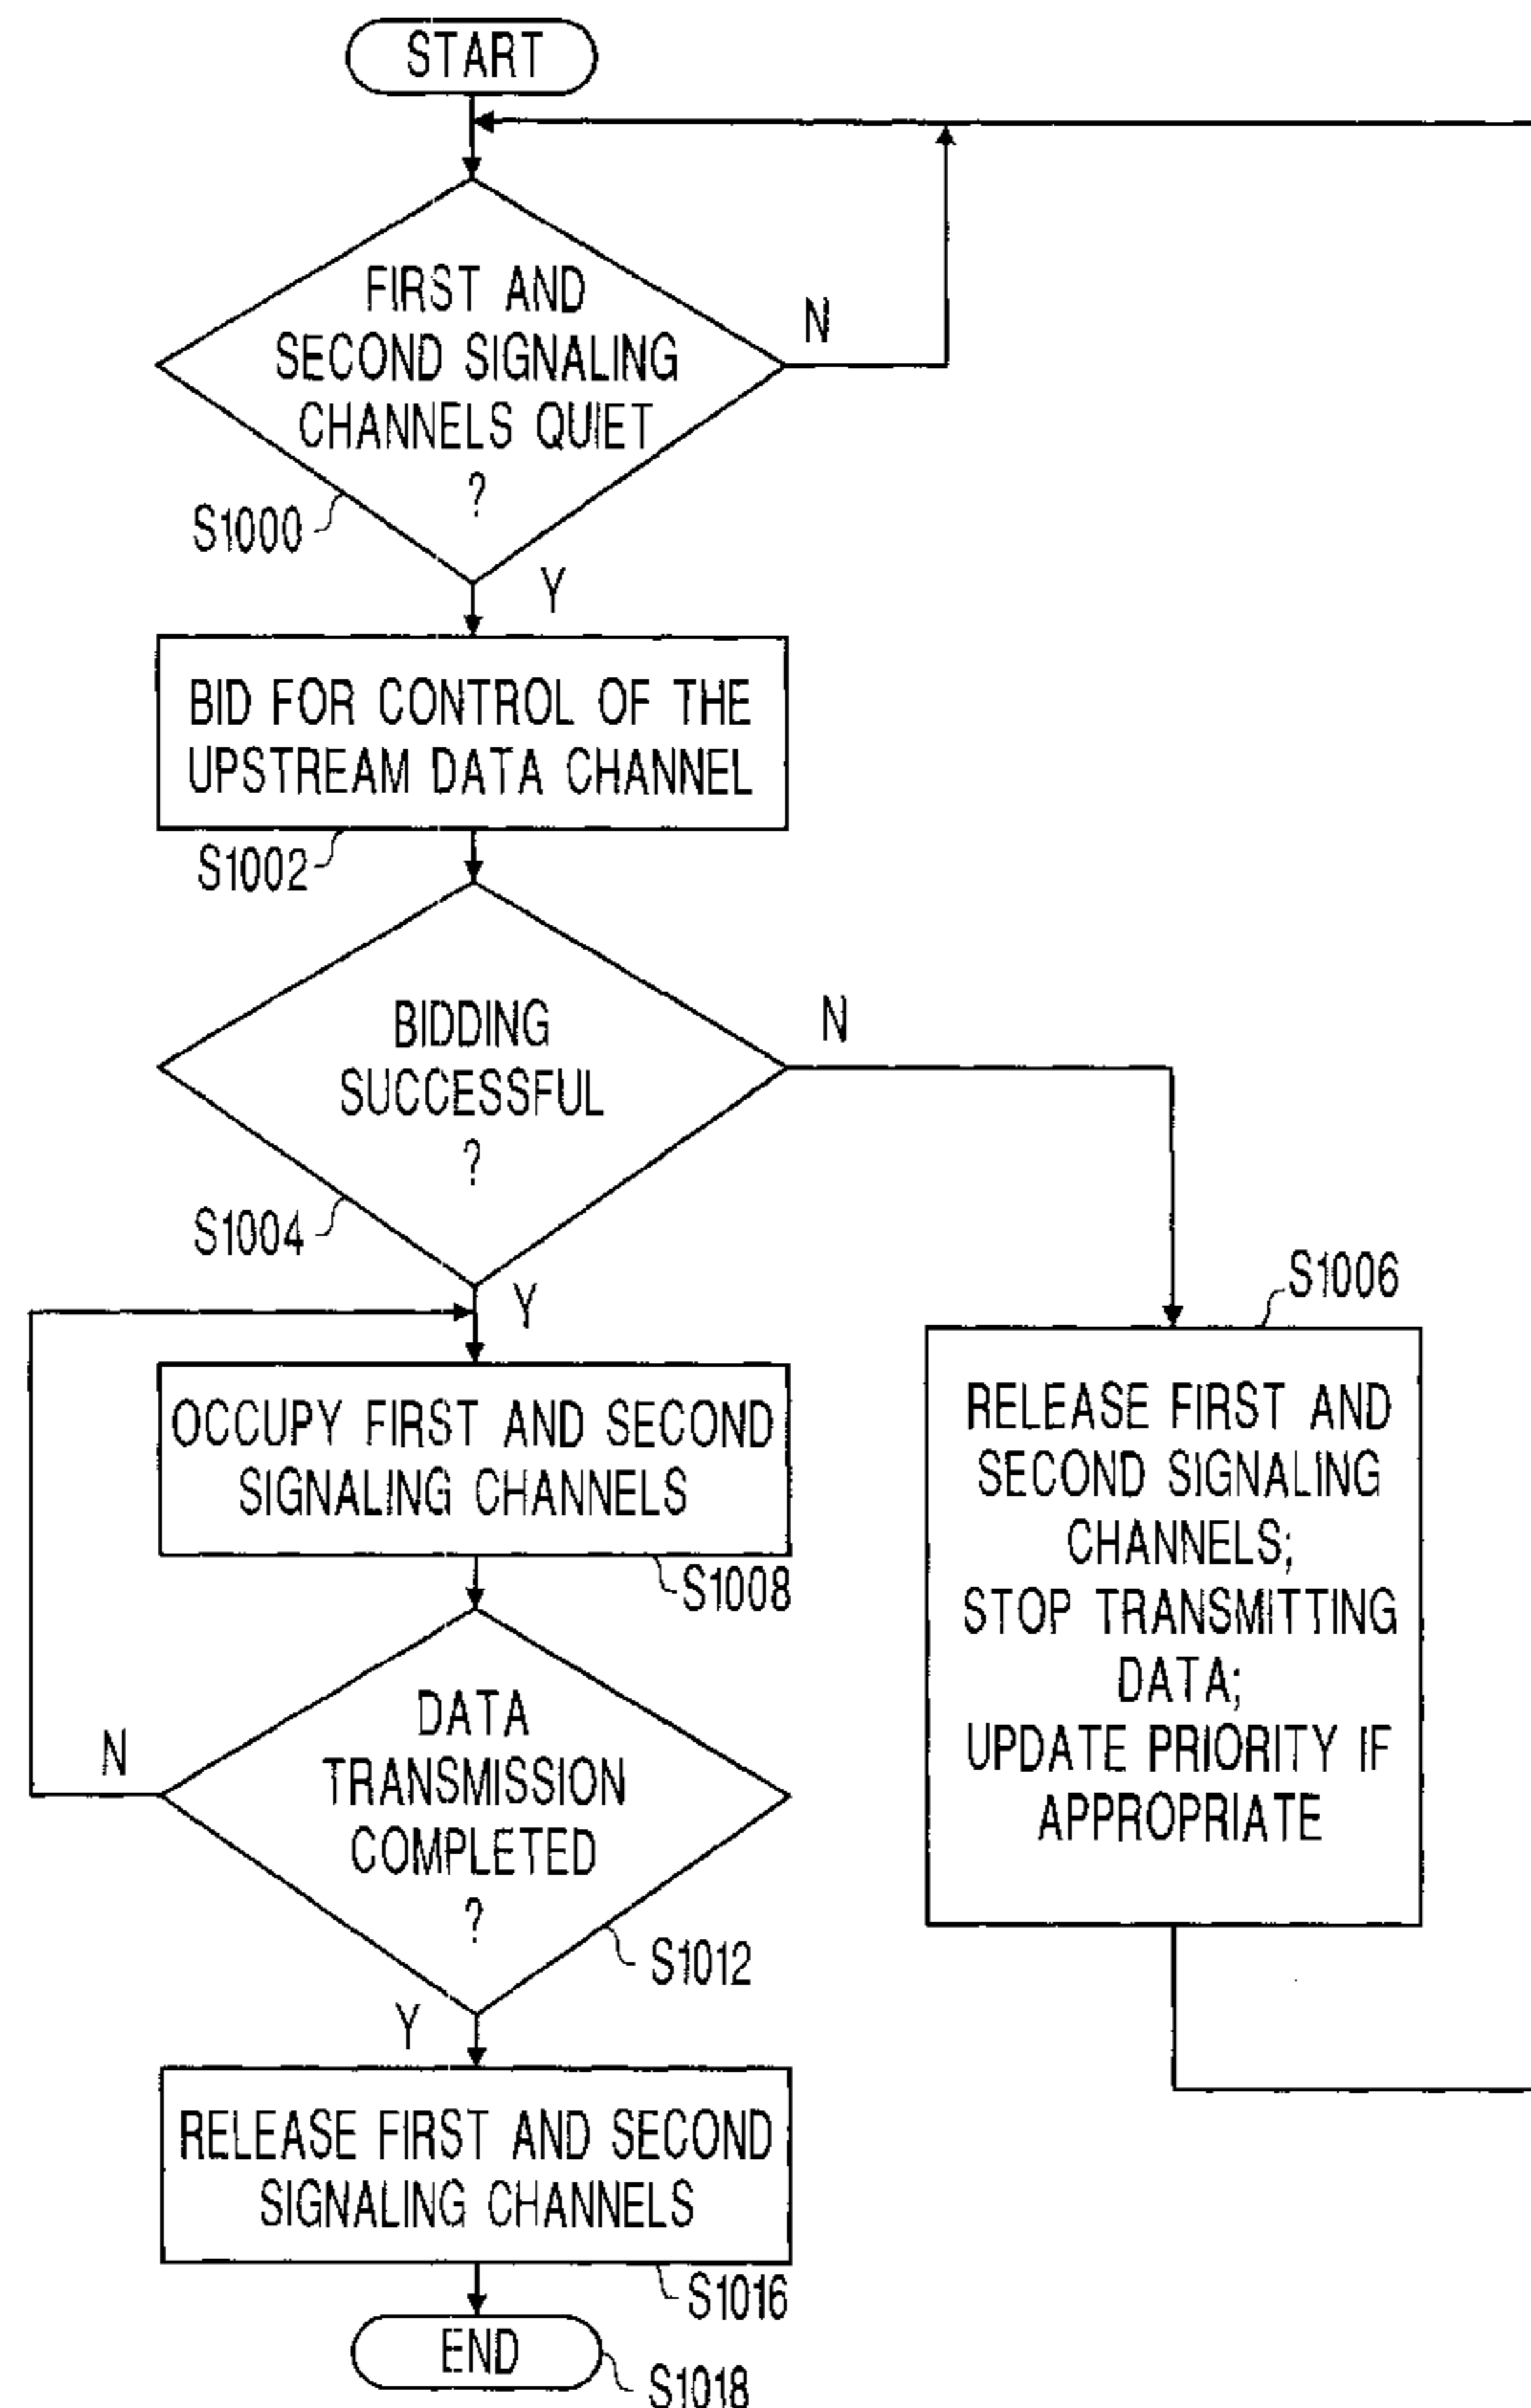 START
FIRST AND
SECOND SIGNALING
CHANNELS QUIET
?
N
S1000
Y
BID FOR CONTROL OF THE
UPSTREAM DATA CHANNEL
S1002
BIDDING
SUCCESSFUL
?
N
S1004
Y
S1006
RELEASE FIRST AND
SECOND SIGNALING
CHANNELS;
STOP TRANSMITTING
DATA;
UPDATE PRIORITY IF
APPROPRIATE
OCCUPY FIRST AND SECOND
SIGNALING CHANNELS
S1008
DATA
TRANSMISSION
COMPLETED
?
N
S1012
Y
RELEASE FIRST AND SECOND
SIGNALING CHANNELS
S1016
END
S1018